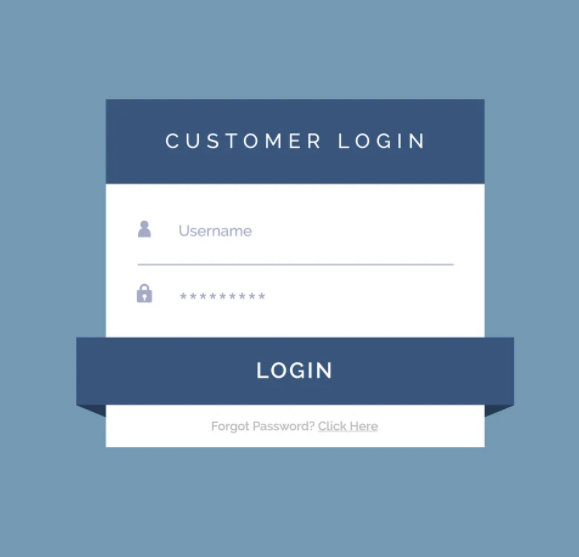 CUSTOMER LOGIN
Username
*********
LOGIN
Forgot Password? Click Here